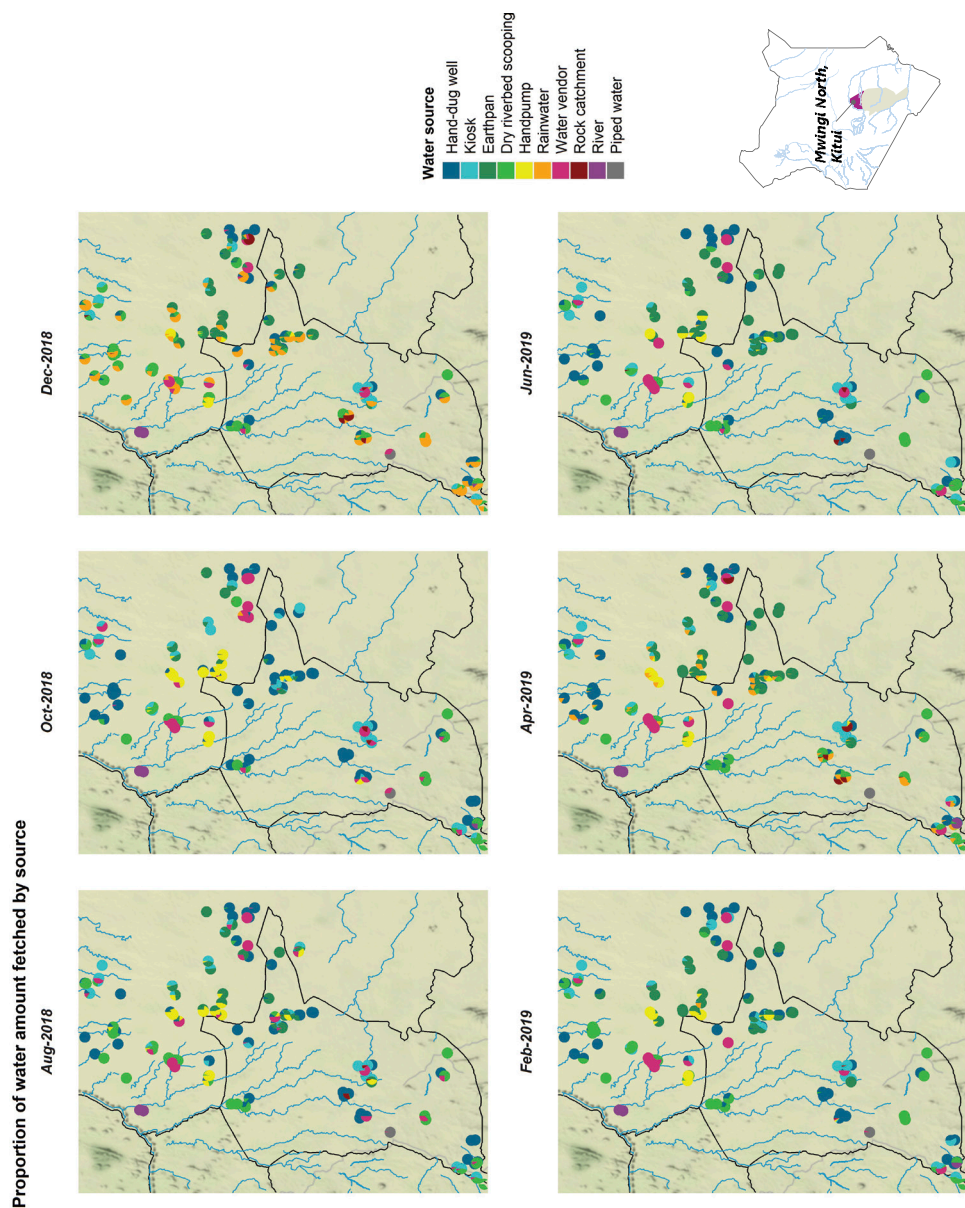 Proportion of water amount fetched by source
Aug-2018
Oct-2018
Dec-2018
Feb-2019
Apr-2019
Jun-2019
Water source
Hand-dug well
Kiosk
Earthpan
Dry riverbed scooping
Handpump
Rainwater
Water vendor
Rock catchment
River
Piped water
Mwingi North,
Kitui